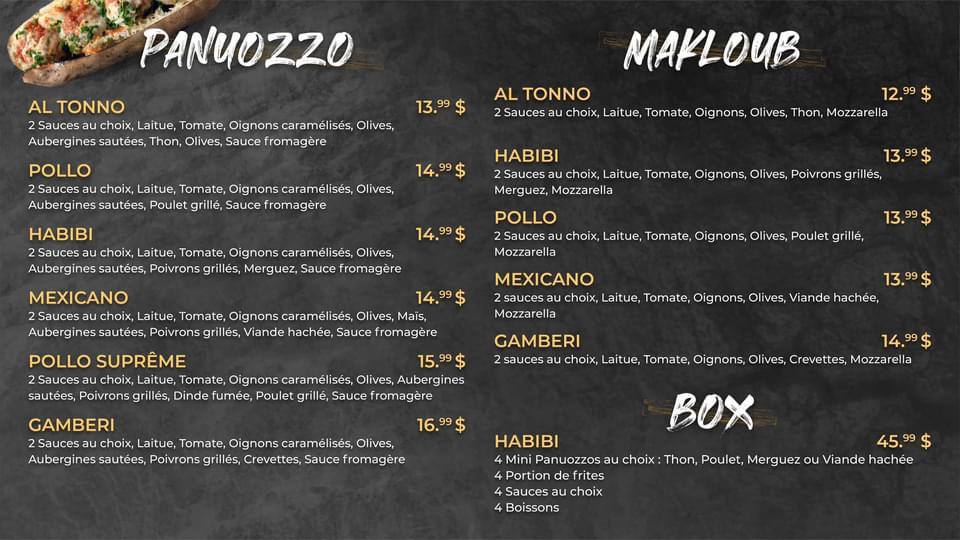 PANUOZZO
AL TONNO 13.99 $
2 Sauces au choix, Laitue, Tomate, Oignons caramélisés, Olives,
Aubergines sautées, Thon, Olives, Sauce fromagère
POLLO 14.99 $
2 Sauces au choix, Laitue, Tomate, Oignons caramélisés, Olives,
Aubergines sautées, Poulet grillé, Sauce fromagère
HABIBI 14.99 $
2 Sauces au choix, Laitue, Tomate, Oignons caramélisés, Olives,
Aubergines sautées, Poivrons grillés, Merguez, Sauce fromagère
MEXICANO 14.99 $
2 Sauces au choix, Laitue, Tomate, Oignons caramélisés, Olives, Maïs,
Aubergines sautées, Poivrons grillés, Viande hachée, Sauce fromagère
POLLO SUPRÊME 15.99 $
2 Sauces au choix, Laitue, Tomate, Oignons caramélisés, Olives, Aubergines
sautées, Poivrons grillés, Dinde fumée, Poulet grillé, Sauce fromagère
GAMBERI 16.99 $
2 Sauces au choix, Laitue, Tomate, Oignons caramélisés, Olives,
Aubergines sautées, Poivrons grillés, Crevettes, Sauce fromagère
MAKLOUB
AL TONNO 12.99 $
2 Sauces au choix, Laitue, Tomate, Oignons, Olives, Thon, Mozzarella
HABIBI 13.99 $
2 Sauces au choix, Laitue, Tomate, Oignons, Olives, Poivrons grillés,
Merguez, Mozzarella
POLLO 13.99 $
2 Sauces au choix, Laitue, Tomate, Oignons, Olives, Poulet grillé,
Mozzarella
MEXICANO 13.99 $
2 sauces au choix, Laitue, Tomate, Oignons, Olives, Viande hachée,
Mozzarella
GAMBERI 14.99 $
2 sauces au choix, Laitue, Tomate, Oignons, Olives, Crevettes, Mozzarella
BOX
HABIBI 45.99 $
4 Mini Panuozzos au choix : Thon, Poulet, Merguez ou Viande hachée
4 Portion de frites
4 Sauces au choix
4 Boissons